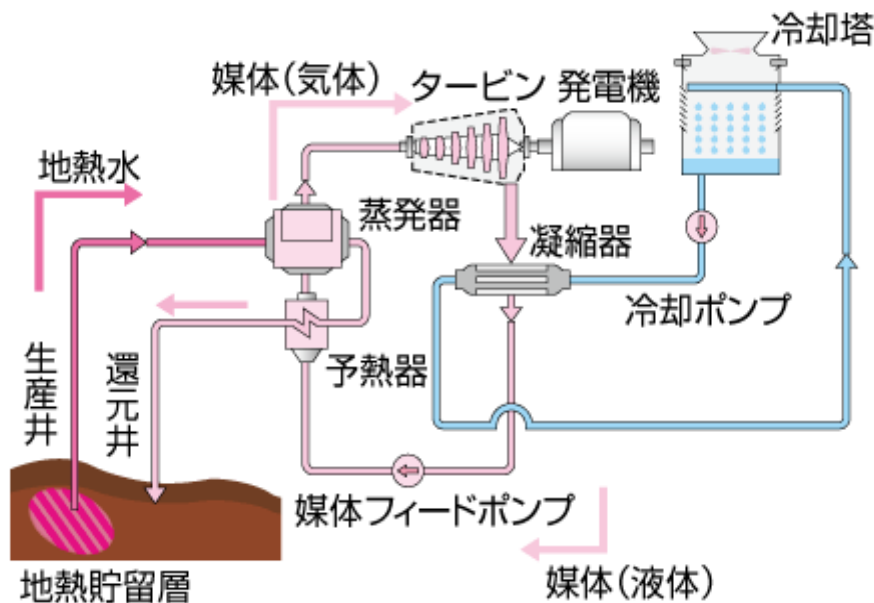 冷却塔
媒体(気体)
タービン
発電機
地熱水
蒸発器
凝縮器
冷却ポンプ
予熱器
生産井
還元井
媒体フィードポンプ
地熱貯留層
媒体(液体)